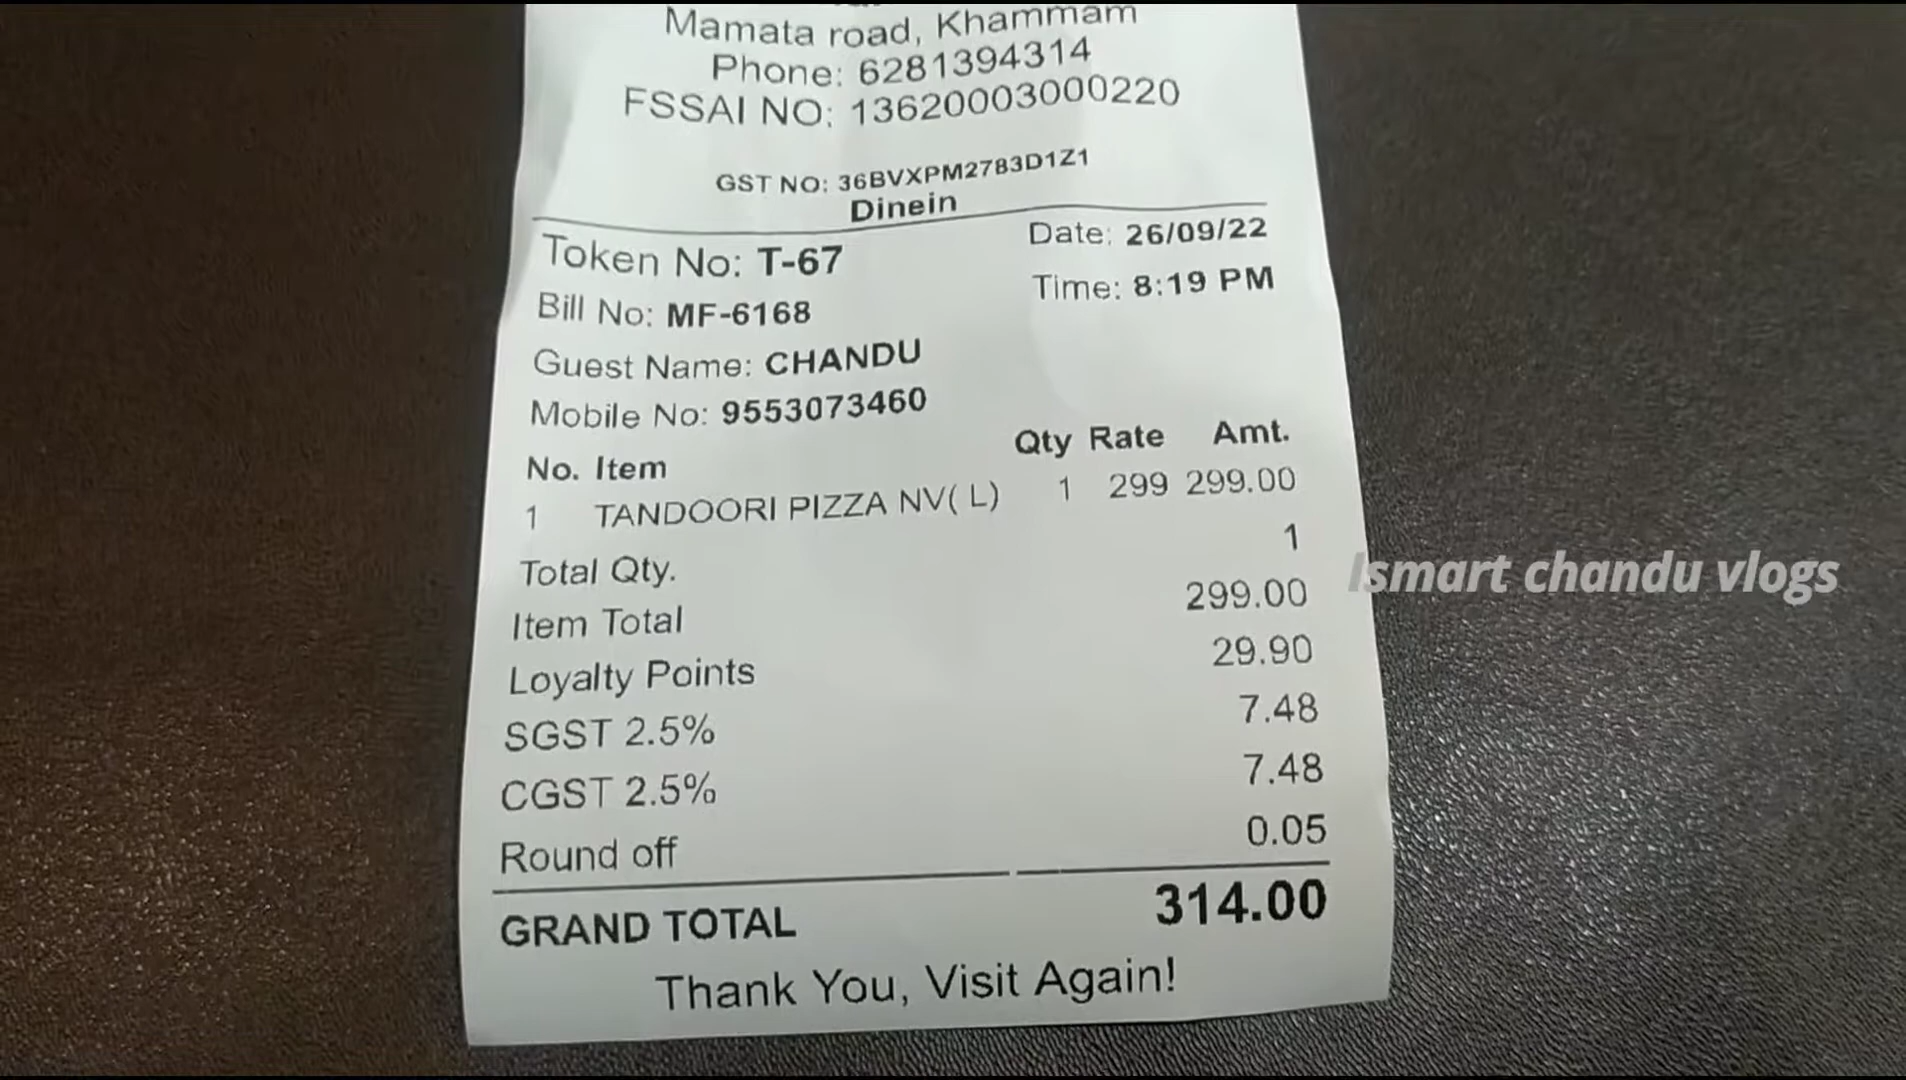 Mamata road, Khammam
Phone: 6281394314
FSSAI NO: 13620003000220
GST NO: 36BVXPM2783D1Z1
Dinein
Token No: T-67 Date: 26/09/22
Bill No: MF-6168 Time: 8:19 PM
Guest Name: CHANDU
Mobile No: 9553073460
No. Item Qty Rate Amt.
1 TANDOORI PIZZA NV( L) 1 299 299.00
Total Qty. 1
Item Total 299.00
Loyalty Points 29.90
SGST 2.5% 7.48
CGST 2.5% 7.48
Round off 0.05
GRAND TOTAL 314.00
Thank You, Visit Again!
Ismart chandu vlogs